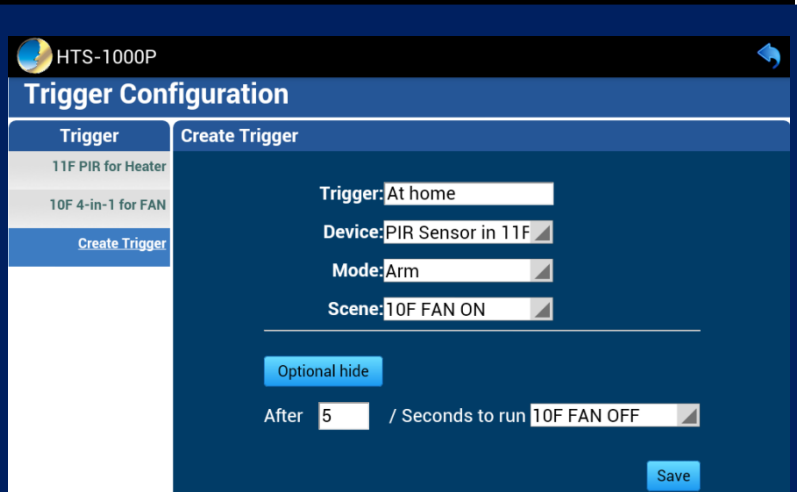 HTS-1000P
Trigger Configuration
Trigger
11F PIR for Heater
10F 4-in-1 for FAN
Create Trigger
Create Trigger
Trigger: At home
Device: PIR Sensor in 11F
Mode: Arm
Scene: 10F FAN ON
Optional hide
After 5 / Seconds to run 10F FAN OFF
Save